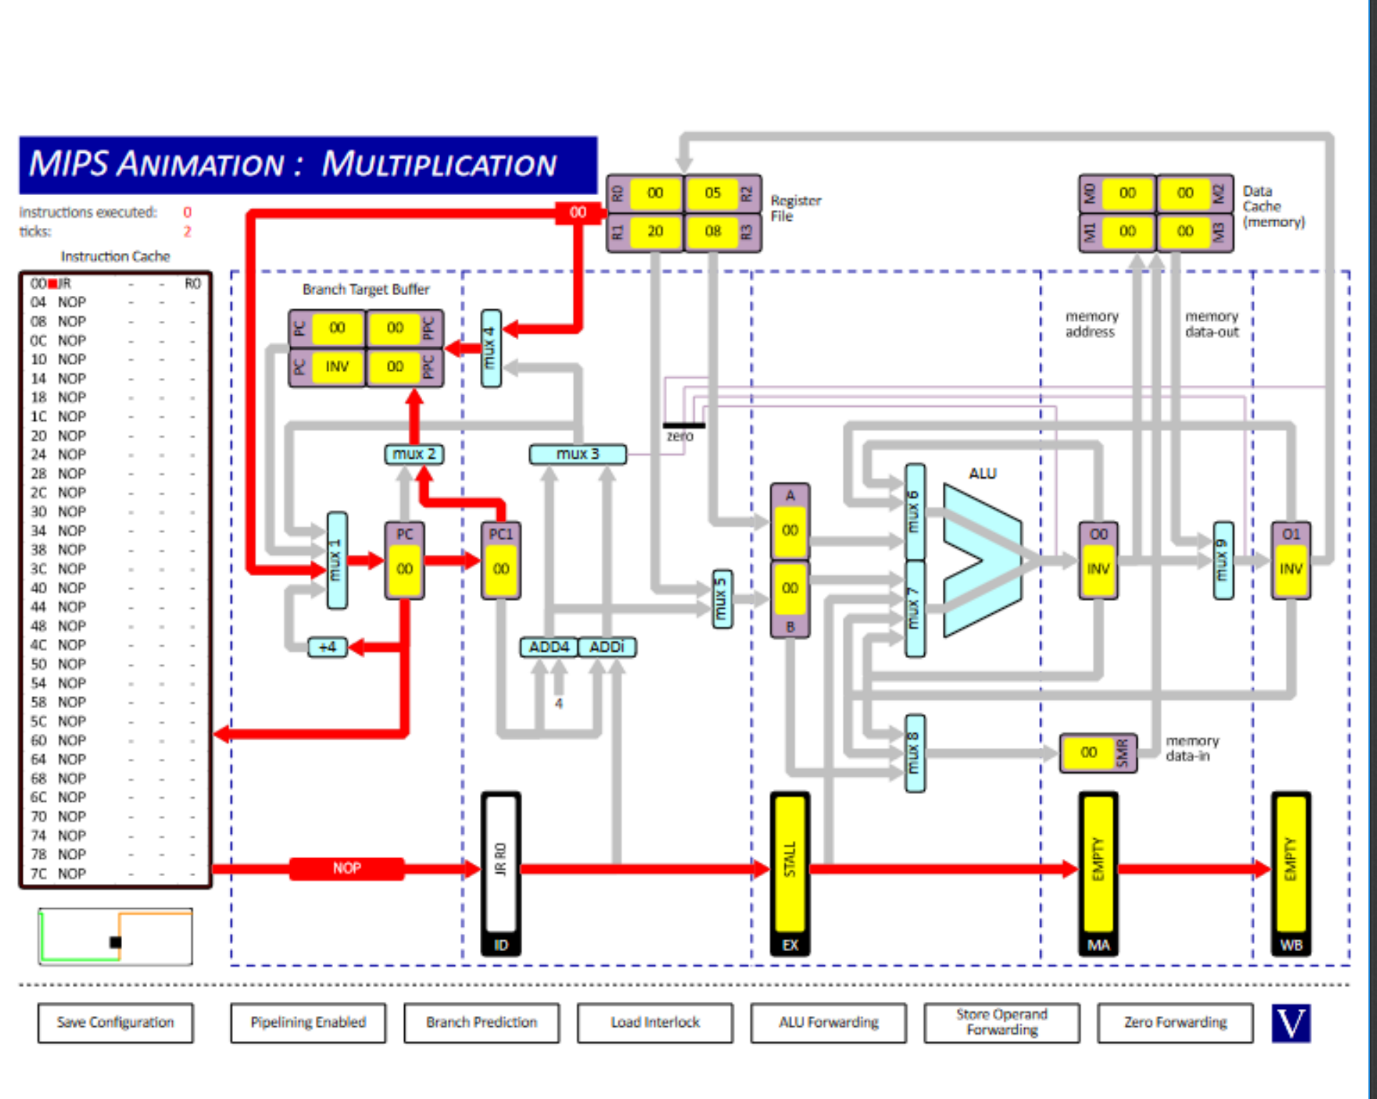 MIPS ANIMATION : MULTIPLICATION
instructions executed: 0
ticks: 2
Instruction Cache
00 JR - - R0
04 NOP - - -
08 NOP - - -
0C NOP - - -
10 NOP - - -
14 NOP - - -
18 NOP - - -
1C NOP - - -
20 NOP - - -
24 NOP - - -
28 NOP - - -
2C NOP - - -
30 NOP - - -
34 NOP - - -
38 NOP - - -
3C NOP - - -
40 NOP - - -
44 NOP - - -
48 NOP - - -
4C NOP - - -
50 NOP - - -
54 NOP - - -
58 NOP - - -
5C NOP - - -
60 NOP - - -
64 NOP - - -
68 NOP - - -
6C NOP - - -
70 NOP - - -
74 NOP - - -
78 NOP - - -
7C NOP - - -
00
R0 00 05 R2
R1 20 08 R3
Register
File
M0 00 00 M2
M1 00 00 M3
Data
Cache
(memory)
Branch Target Buffer
PC 00 00 PPC
PC INV 00 PPC
mux 4
memory
address
memory
data-out
zero
mux 2
mux 3
mux 1
PC
00
PC1
00
+4
ADD4
ADDi
4
mux 5
A
00
00
B
mux 6
mux 7
ALU
O0
INV
mux 9
O1
INV
mux 8
00 SMR
memory
data-in
NOP
JR R0
ID
STALL
EX
EMPTY
MA
EMPTY
WB
Save Configuration
Pipelining Enabled
Branch Prediction
Load Interlock
ALU Forwarding
Store Operand
Forwarding
Zero Forwarding
V